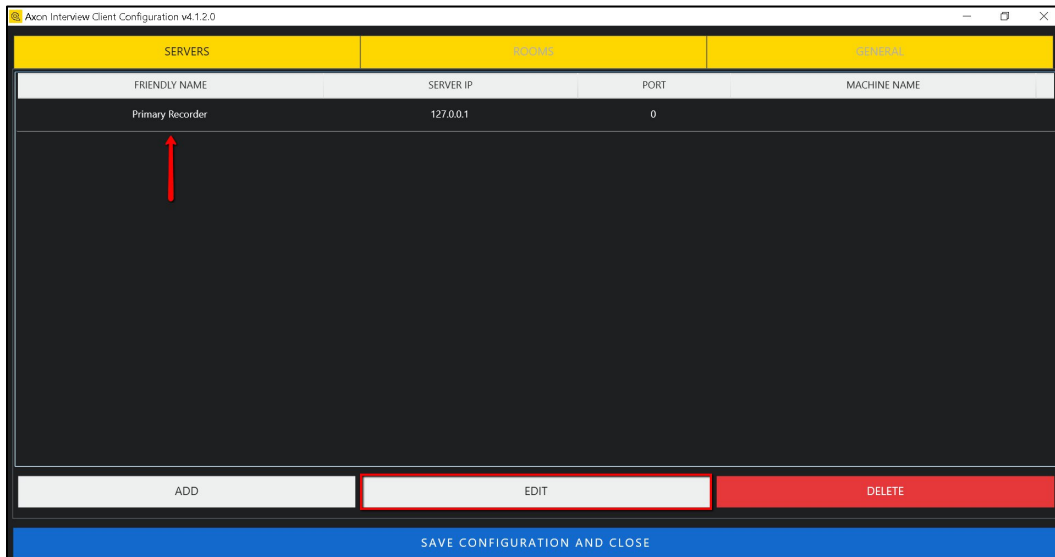 Axon Interview Client Configuration v4.1.2.0
SERVERS ROOMS GENERAL
FRIENDLY NAME SERVER IP PORT MACHINE NAME
Primary Recorder 127.0.0.1 0
ADD EDIT DELETE
SAVE CONFIGURATION AND CLOSE